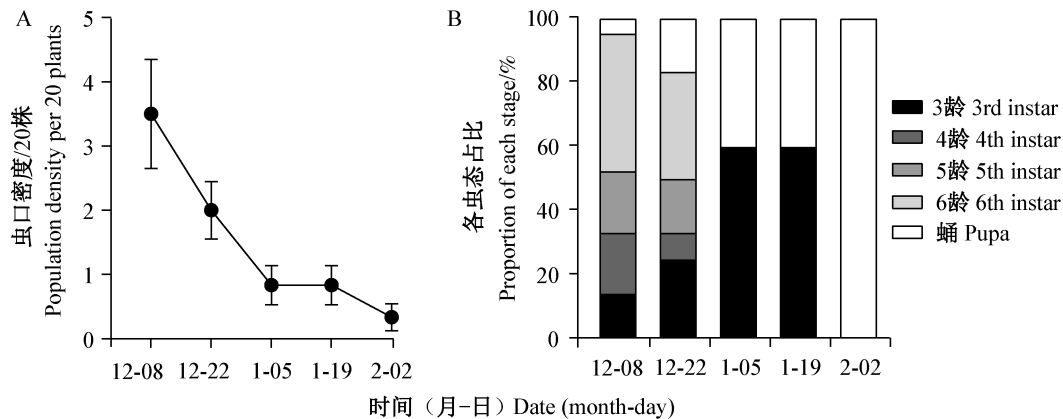 A
虫口密度/20株
Population density per 20 plants
5
4
3
2
1
0
12-08 12-22 1-05 1-19 2-02
B
各虫态占比
Proportion of each stage/%
100
80
60
40
20
0
12-08 12-22 1-05 1-19 2-02
3龄 3rd instar
4龄 4th instar
5龄 5th instar
6龄 6th instar
蛹 Pupa
时间（月-日）Date (month-day)